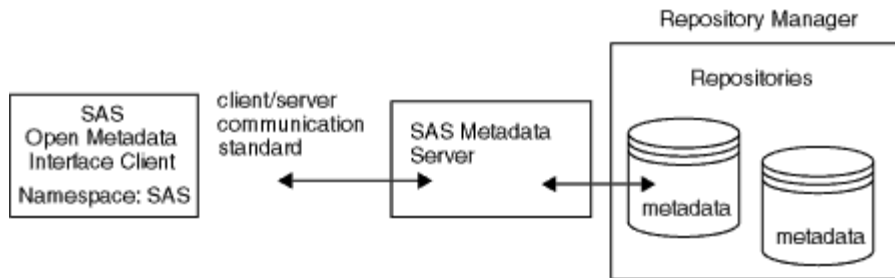 Repository Manager
Repositories
SAS
Open Metadata
Interface Client
Namespace: SAS
client/server
communication
standard
SAS Metadata
Server
metadata
metadata